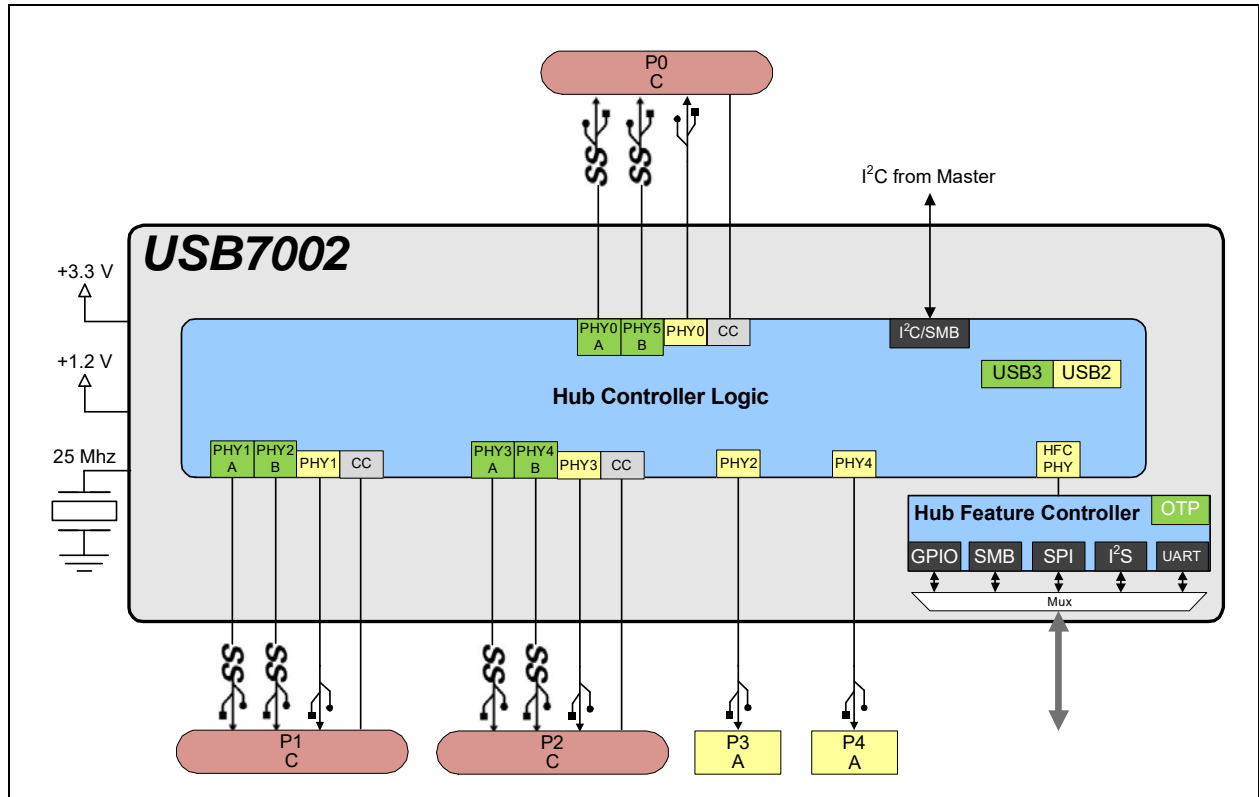 P0
C
SS
SS
I²C from Master
USB7002
+3.3 V
PHY0
A
PHY5
B
PHY0
CC
I²C/SMB
+1.2 V
USB3
USB2
Hub Controller Logic
25 Mhz
PHY1
A
PHY2
B
PHY1
CC
PHY3
A
PHY4
B
PHY3
CC
PHY2
PHY4
HFC
PHY
Hub Feature Controller
OTP
GPIO
SMB
SPI
I²S
UART
Mux
SS
SS
SS
SS
P1
C
P2
C
P3
A
P4
A